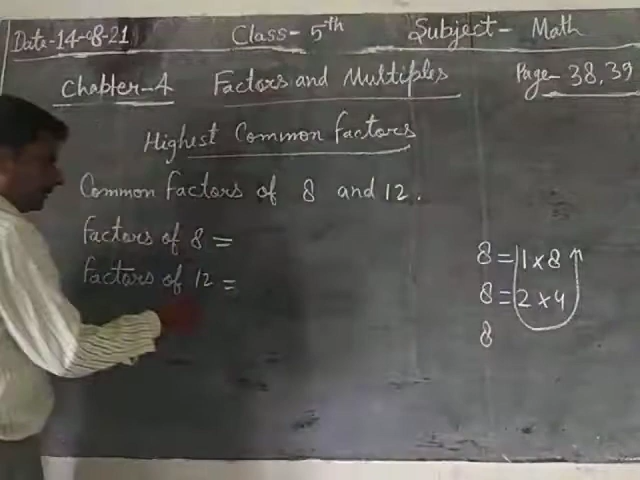 Date-14-08-21 Class-5th Subject- Math
Chapter-4 Factors and Multiples Page-38,39
Highest Common Factors
Common Factors of 8 and 12.
Factors of 8 =
Factors of 12 =
8 = 1 × 8
8 = 2 × 4
8